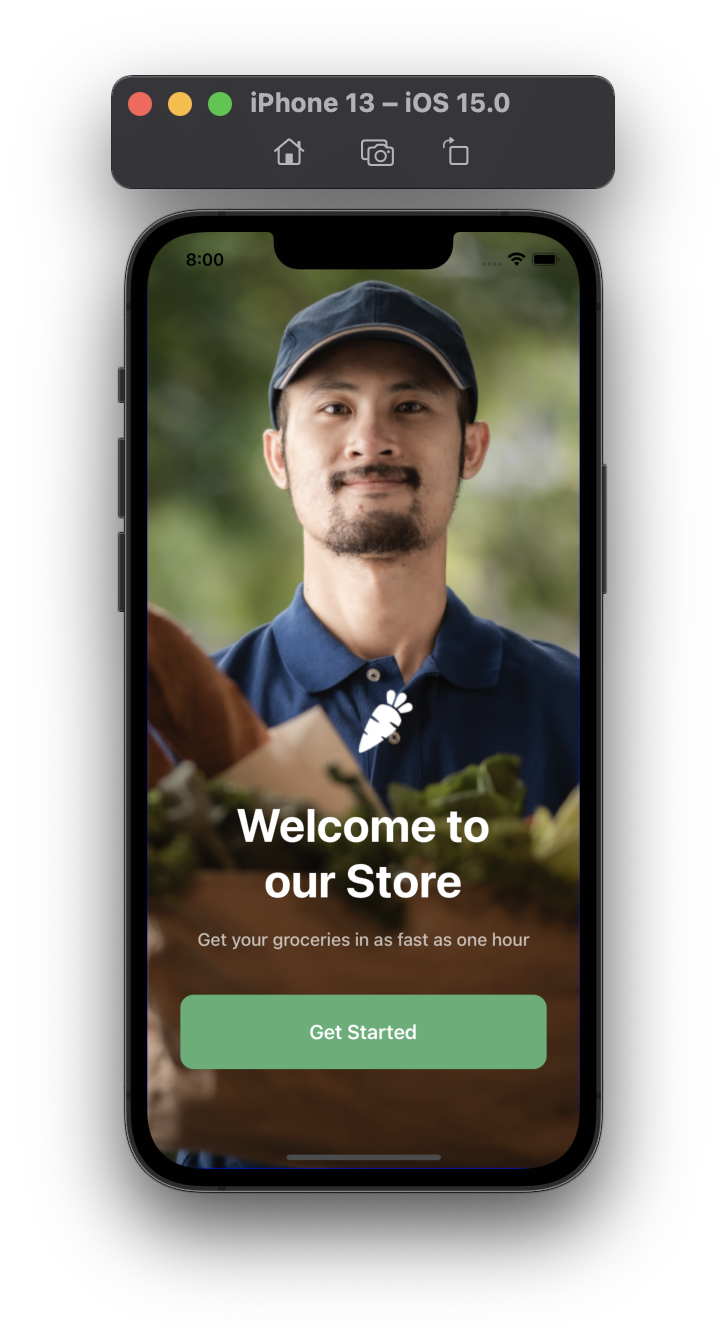 iPhone 13 – iOS 15.0
8:00
Welcome to
our Store
Get your groceries in as fast as one hour
Get Started